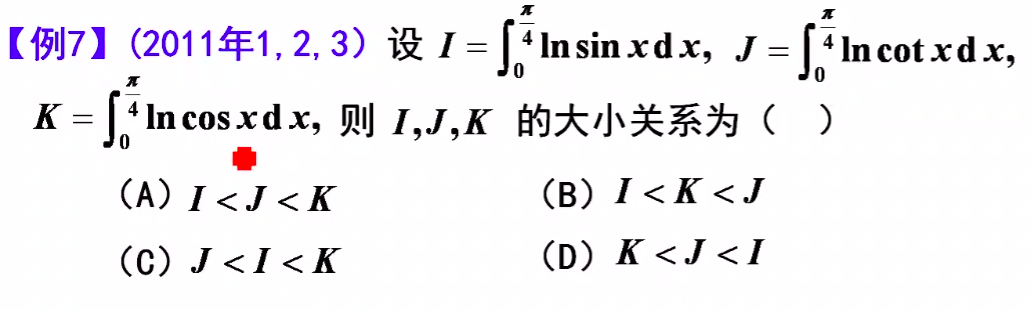 【例7】(2011年1,2,3) 设 $I = \int_0^{\frac{\pi}{4}} \ln \sin x \, \mathrm{d}x$, $J = \int_0^{\frac{\pi}{4}} \ln \cot x \, \mathrm{d}x$,
$K = \int_0^{\frac{\pi}{4}} \ln \cos x \, \mathrm{d}x$, 则 $I, J, K$ 的大小关系为( )
(A) $I < J < K$ (B) $I < K < J$
(C) $J < I < K$ (D) $K < J < I$